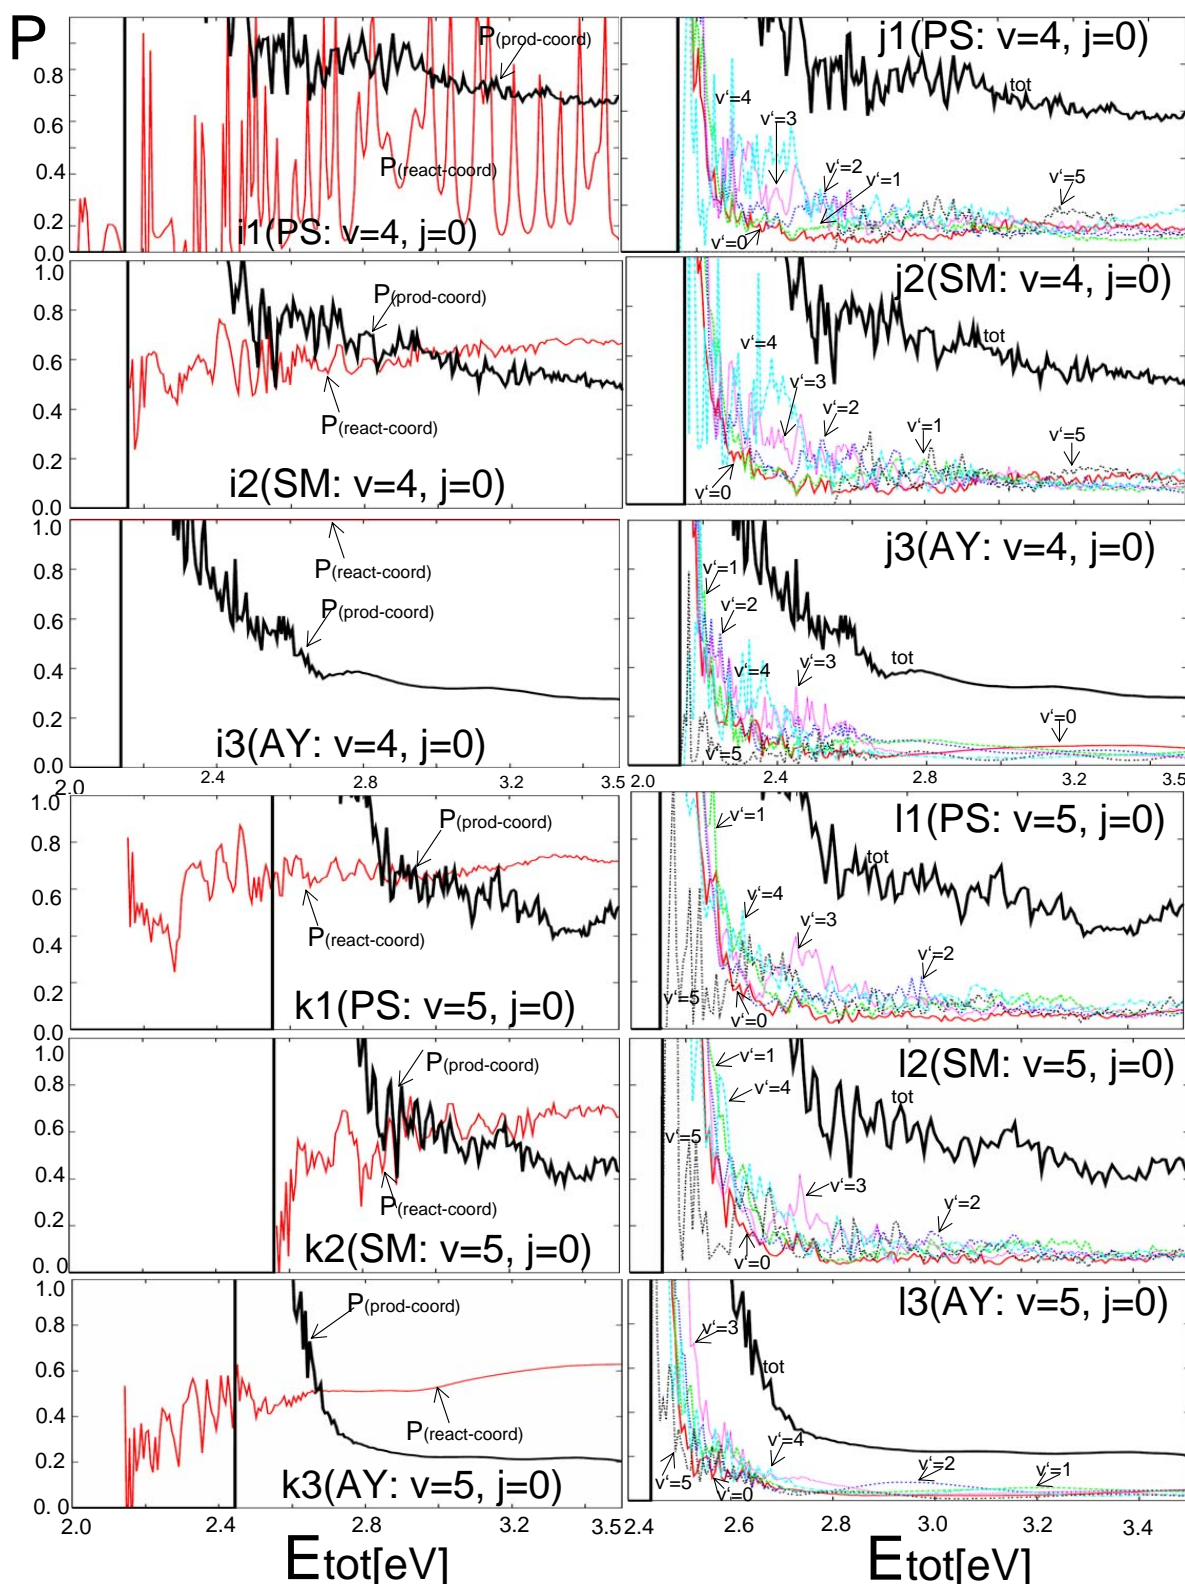 P
0.8
0.6
0.4
0.2
0.0
P(prod-coord)
P(react-coord)
i1(PS: v=4, j=0)
j1(PS: v=4, j=0)
tot
v'=4
v'=3
v'=2
v'=1
v'=5
v'=0
1.0
0.8
0.6
0.4
0.2
0.0
P(prod-coord)
P(react-coord)
i2(SM: v=4, j=0)
j2(SM: v=4, j=0)
tot
v'=4
v'=3
v'=2
v'=1
v'=5
v'=0
1.0
0.8
0.6
0.4
0.2
0.0
P(react-coord)
P(prod-coord)
i3(AY: v=4, j=0)
2.0
2.4
2.8
3.2
3.5
j3(AY: v=4, j=0)
v'=1
v'=2
v'=4
v'=3
tot
v'=0
v'=5
2.0
2.4
2.8
3.2
3.5
1.0
0.8
0.6
0.4
0.2
0.0
P(prod-coord)
P(react-coord)
k1(PS: v=5, j=0)
l1(PS: v=5, j=0)
v'=1
tot
v'=4
v'=3
v'=2
v'=5
v'=0
1.0
0.8
0.6
0.4
0.2
0
P(prod-coord)
P(react-coord)
k2(SM: v=5, j=0)
l2(SM: v=5, j=0)
v'=1
v'=4
tot
v'=5
v'=3
v'=2
v'=0
1.0
0.8
0.6
0.4
0.2
0.0
P(prod-coord)
P(react-coord)
k3(AY: v=5, j=0)
2.0
2.4
2.8
3.2
3.5
l3(AY: v=5, j=0)
v'=3
tot
v'=4
v'=2
v'=1
v'=5
v'=0
2.4
2.6
2.8
3.0
3.2
3.4
Etot[eV]
Etot[eV]